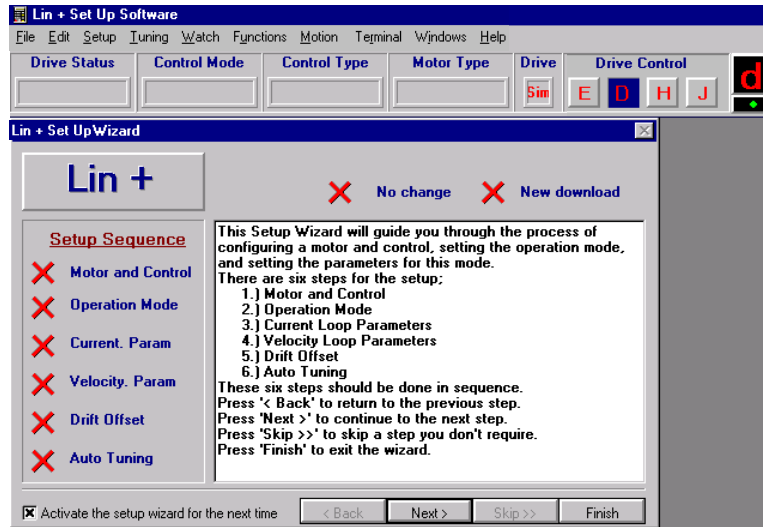 Lin + Set Up Software
File Edit Setup Tuning Watch Functions Motion Terminal Windows Help
Drive Status Control Mode Control Type Motor Type Drive Drive Control
Sim E D H J d
Lin + Set UpWizard
Lin +
No change New download
Setup Sequence
Motor and Control
Operation Mode
Current. Param
Velocity. Param
Drift Offset
Auto Tuning
This Setup Wizard will guide you through the process of
configuring a motor and control, setting the operation mode,
and setting the parameters for this mode.
There are six steps for the setup;
1.) Motor and Control
2.) Operation Mode
3.) Current Loop Parameters
4.) Velocity Loop Parameters
5.) Drift Offset
6.) Auto Tuning
These six steps should be done in sequence.
Press '< Back' to return to the previous step.
Press 'Next >' to continue to the next step.
Press 'Skip >>' to skip a step you don't require.
Press 'Finish' to exit the wizard.
Activate the setup wizard for the next time < Back Next > Skip >> Finish